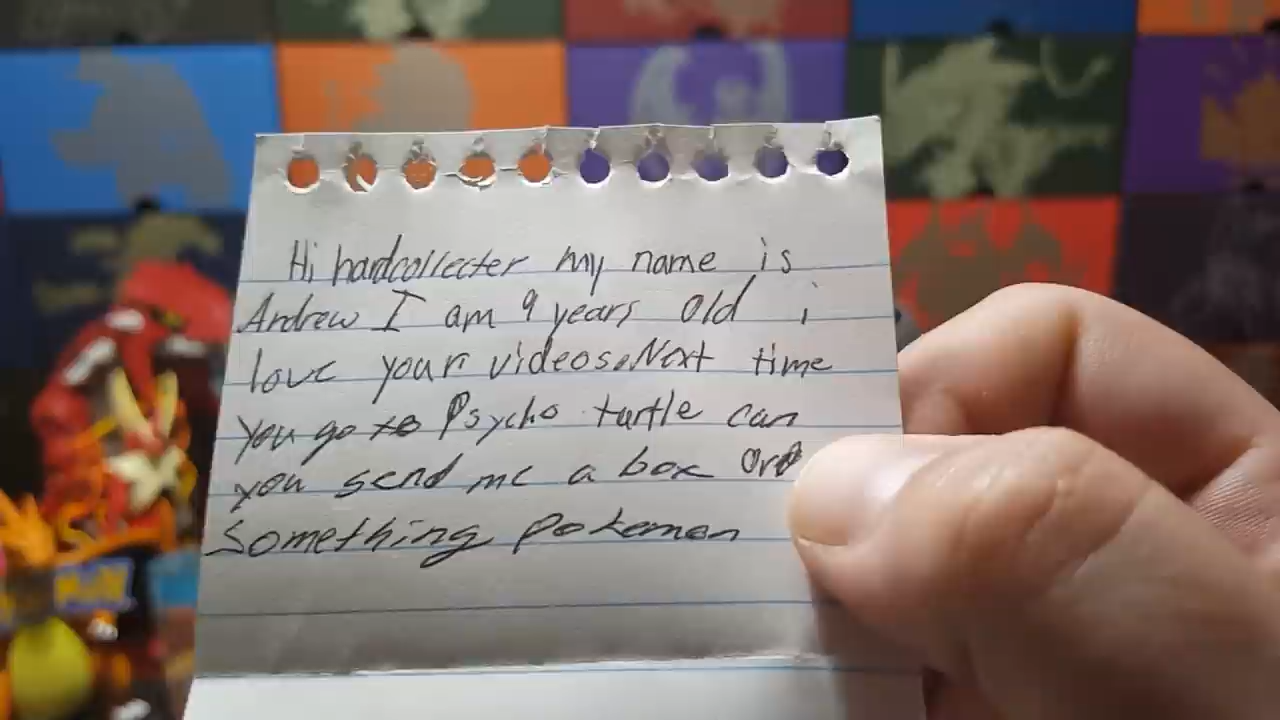 Hi hardcollecter my name is
Andrew I am 9 years old i
love your videos. Next time
You go to Psycho turtle can
you send me a box or
Something pokemon